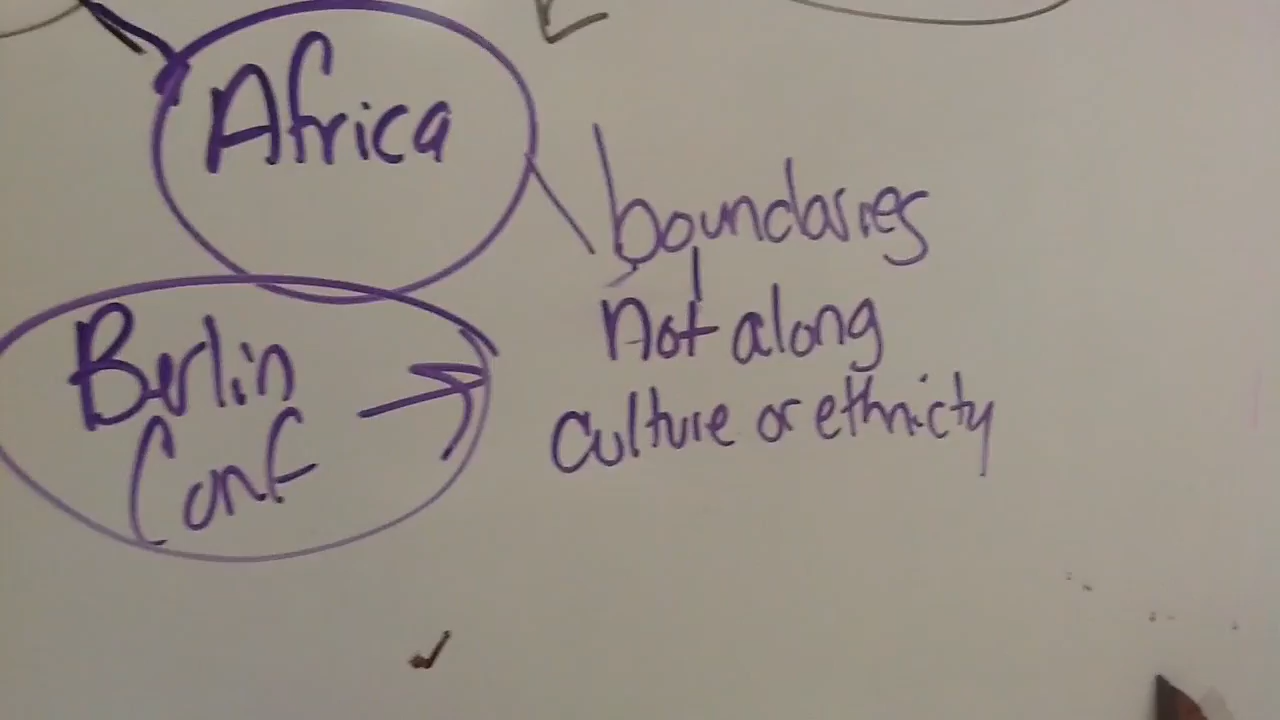 Africa
boundaries
not along
culture or ethnicty
Berlin
Conf